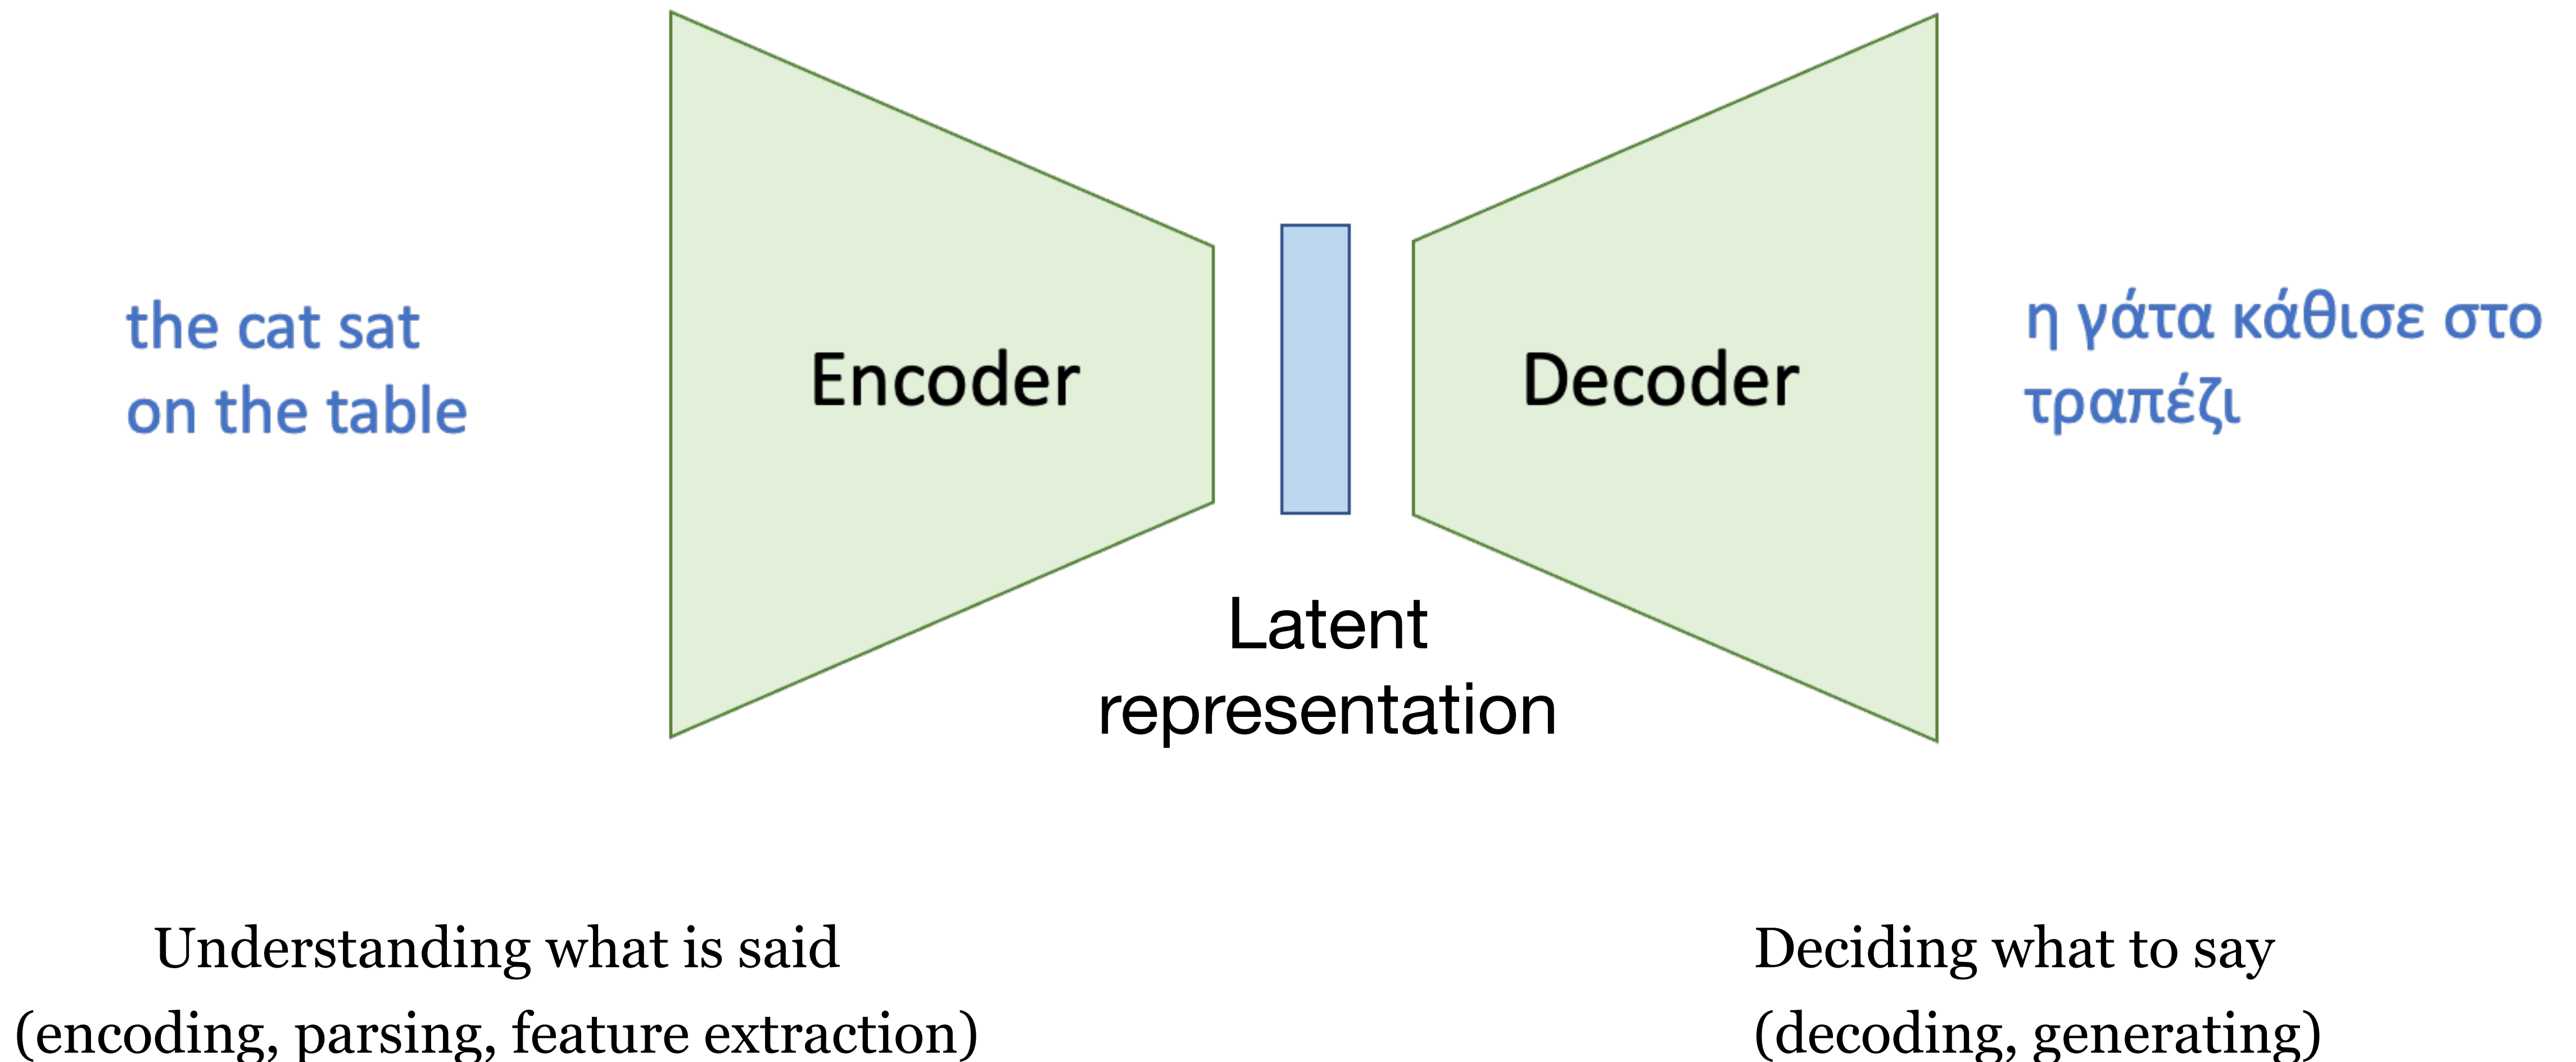 the cat sat
on the table
Encoder
Latent
representation
Decoder
η γάτα κάθισε στο
τραπέζι
Understanding what is said
(encoding, parsing, feature extraction)
Deciding what to say
(decoding, generating)